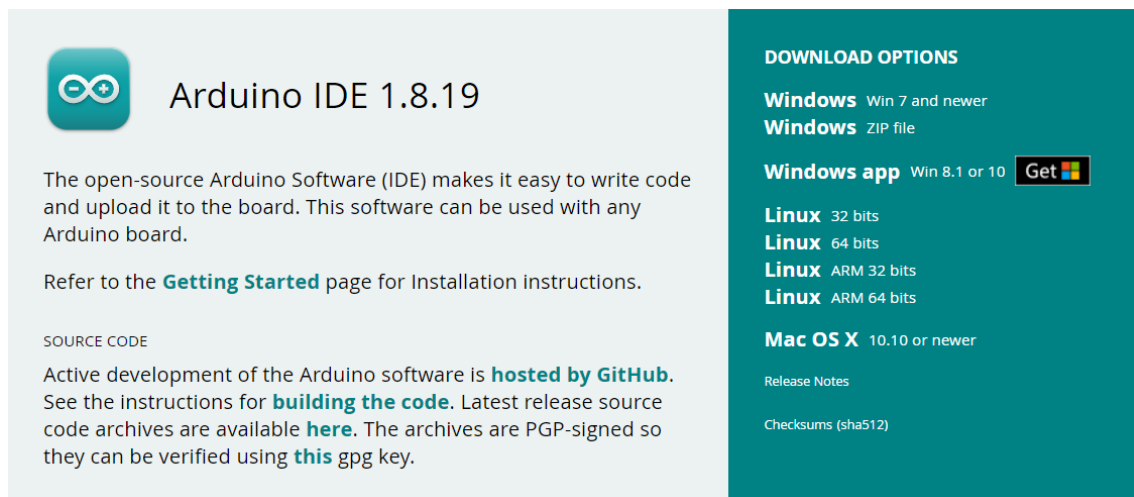 Arduino IDE 1.8.19
The open-source Arduino Software (IDE) makes it easy to write code
and upload it to the board. This software can be used with any
Arduino board.
Refer to the Getting Started page for Installation instructions.
SOURCE CODE
Active development of the Arduino software is hosted by GitHub.
See the instructions for building the code. Latest release source
code archives are available here. The archives are PGP-signed so
they can be verified using this gpg key.
DOWNLOAD OPTIONS
Windows Win 7 and newer
Windows ZIP file
Windows app Win 8.1 or 10 Get
Linux 32 bits
Linux 64 bits
Linux ARM 32 bits
Linux ARM 64 bits
Mac OS X 10.10 or newer
Release Notes
Checksums (sha512)